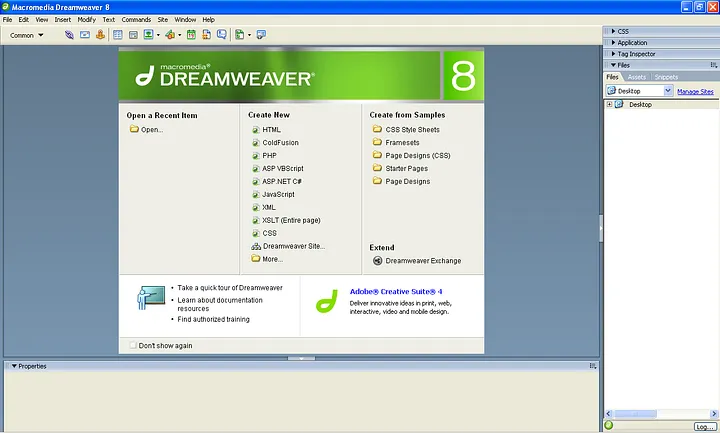 Macromedia Dreamweaver 8
File Edit View Insert Modify Text Commands Site Window Help
Common
macromedia®
DREAMWEAVER®
8
Open a Recent Item
Open...
Create New
HTML
ColdFusion
PHP
ASP VBScript
ASP.NET C#
JavaScript
XML
XSLT (Entire page)
CSS
Dreamweaver Site...
More...
Create from Samples
CSS Style Sheets
Framesets
Page Designs (CSS)
Starter Pages
Page Designs
Extend
Dreamweaver Exchange
Take a quick tour of Dreamweaver
Learn about documentation
resources
Find authorized training
Adobe® Creative Suite® 4
Deliver innovative ideas in print, web,
interactive, video and mobile design.
Don't show again
Properties
CSS
Application
Tag Inspector
Files
Files Assets Snippets
Desktop Manage Sites
Desktop
Log...